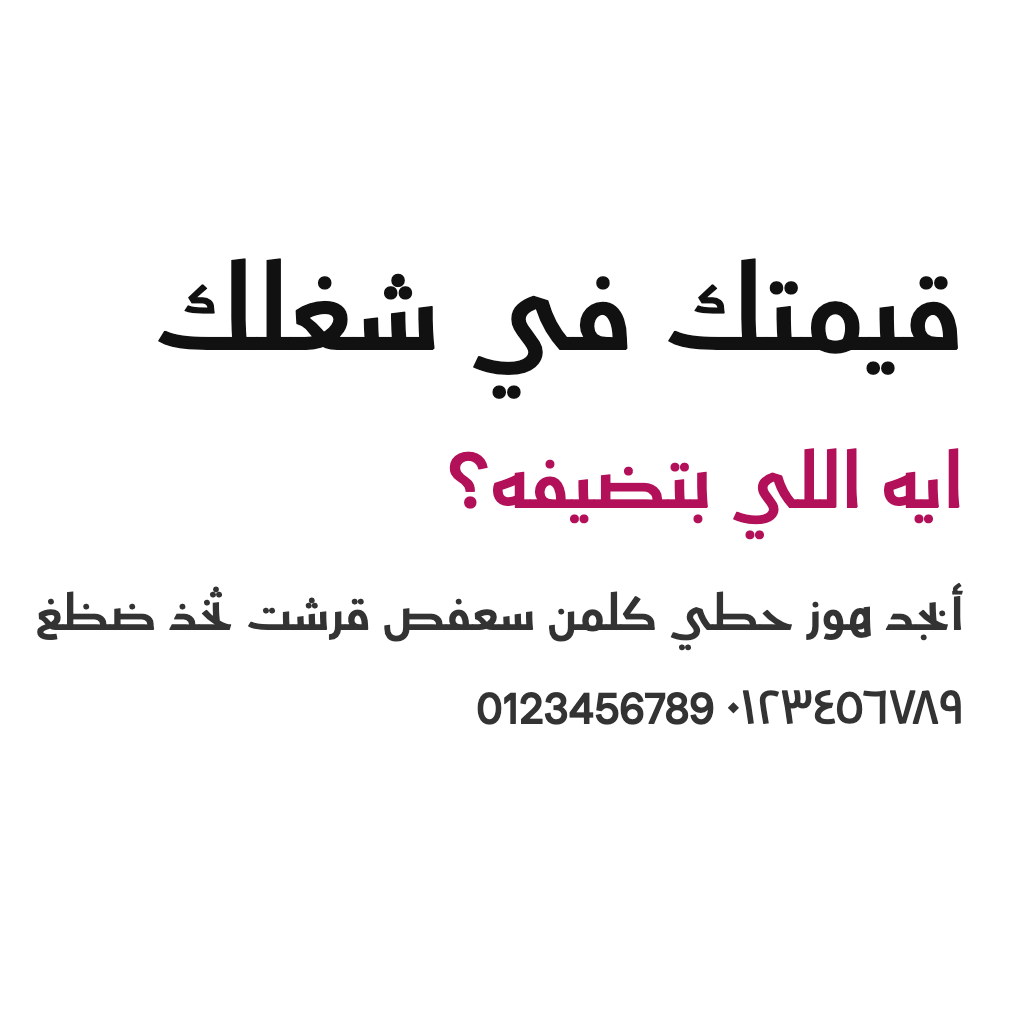 قيمتك في شغلك
ايه اللي بتضيفه؟
أبجد هوز حطي كلمن سعفص قرشت ثخذ ضظغ
0123456789 ٠١٢٣٤٥٦٧٨٩